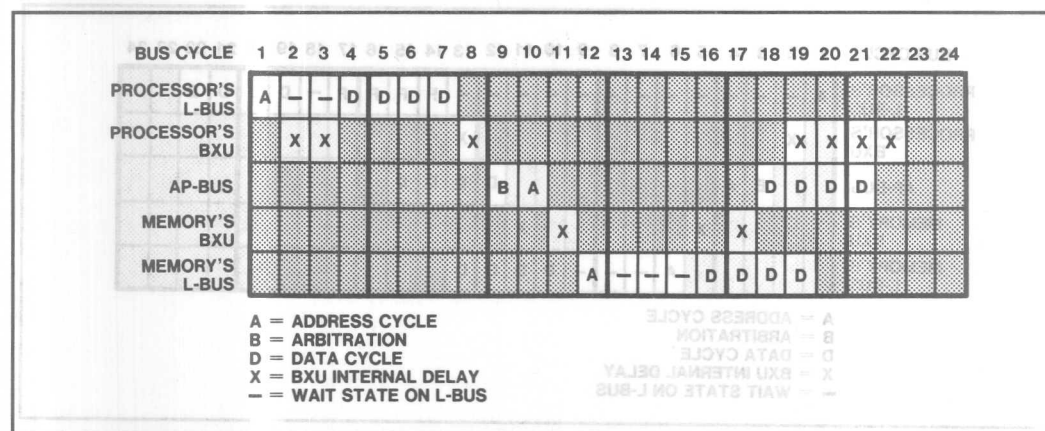 BUS CYCLE 1 2 3 4 5 6 7 8 9 10 11 12 13 14 15 16 17 18 19 20 21 22 23 24
PROCESSOR'S L-BUS A — — D D D D
PROCESSOR'S BXU X X X X X X X
AP-BUS B A D D D D
MEMORY'S BXU X X
MEMORY'S L-BUS A — — — D D D D
A = ADDRESS CYCLE
B = ARBITRATION
D = DATA CYCLE
X = BXU INTERNAL DELAY
— = WAIT STATE ON L-BUS